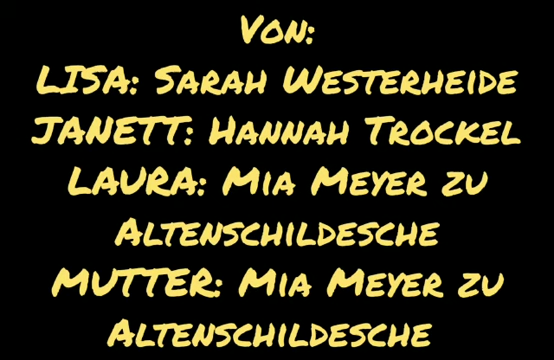 VON:
LISA: SARAH WESTERHEIDE
JANETT: HANNAH TROCKEL
LAURA: MIA MEYER ZU
ALTENSCHILDESCHE
MUTTER: MIA MEYER ZU
ALTENSCHILDESCHE